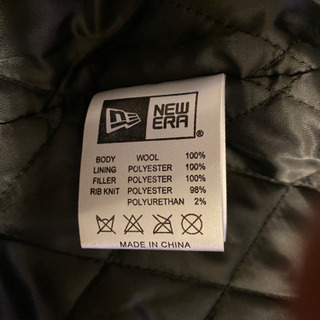 NEW
ERA
®
BODY WOOL 100%
LINING POLYESTER 100%
FILLER POLYESTER 100%
RIB KNIT POLYESTER 98%
POLYURETHAN 2%
MADE IN CHINA